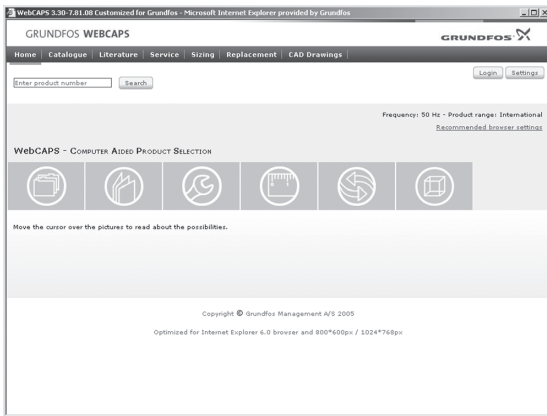 WebCAPS 3.30-7.81.08 Customized for Grundfos - Microsoft Internet Explorer provided by Grundfos
GRUNDFOS WEBCAPS
GRUNDFOS
Home | Catalogue | Literature | Service | Sizing | Replacement | CAD Drawings |
Login Settings
Enter product number Search
Frequency: 50 Hz - Product range: International
Recommended browser settings
WebCAPS - Computer Aided Product Selection
Move the cursor over the pictures to read about the possibilities.
Copyright © Grundfos Management A/S 2005
Optimized for Internet Explorer 6.0 browser and 800*600px / 1024*768px